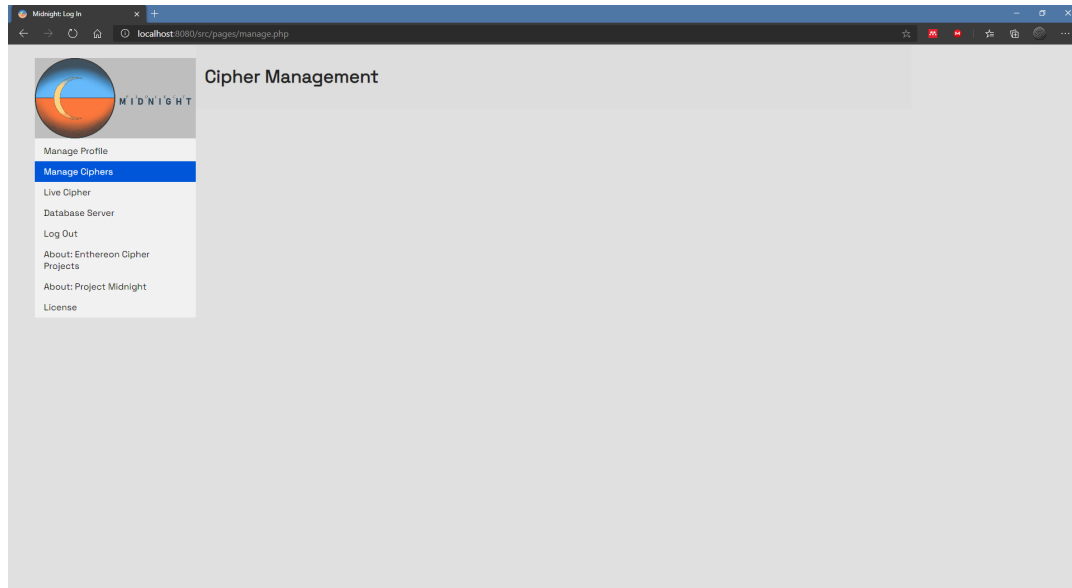 Midnight: Log In
localhost:8080/src/pages/manage.php
MIDNIGHT
Cipher Management
Manage Profile
Manage Ciphers
Live Cipher
Database Server
Log Out
About: Enthereon Cipher
Projects
About: Project Midnight
License